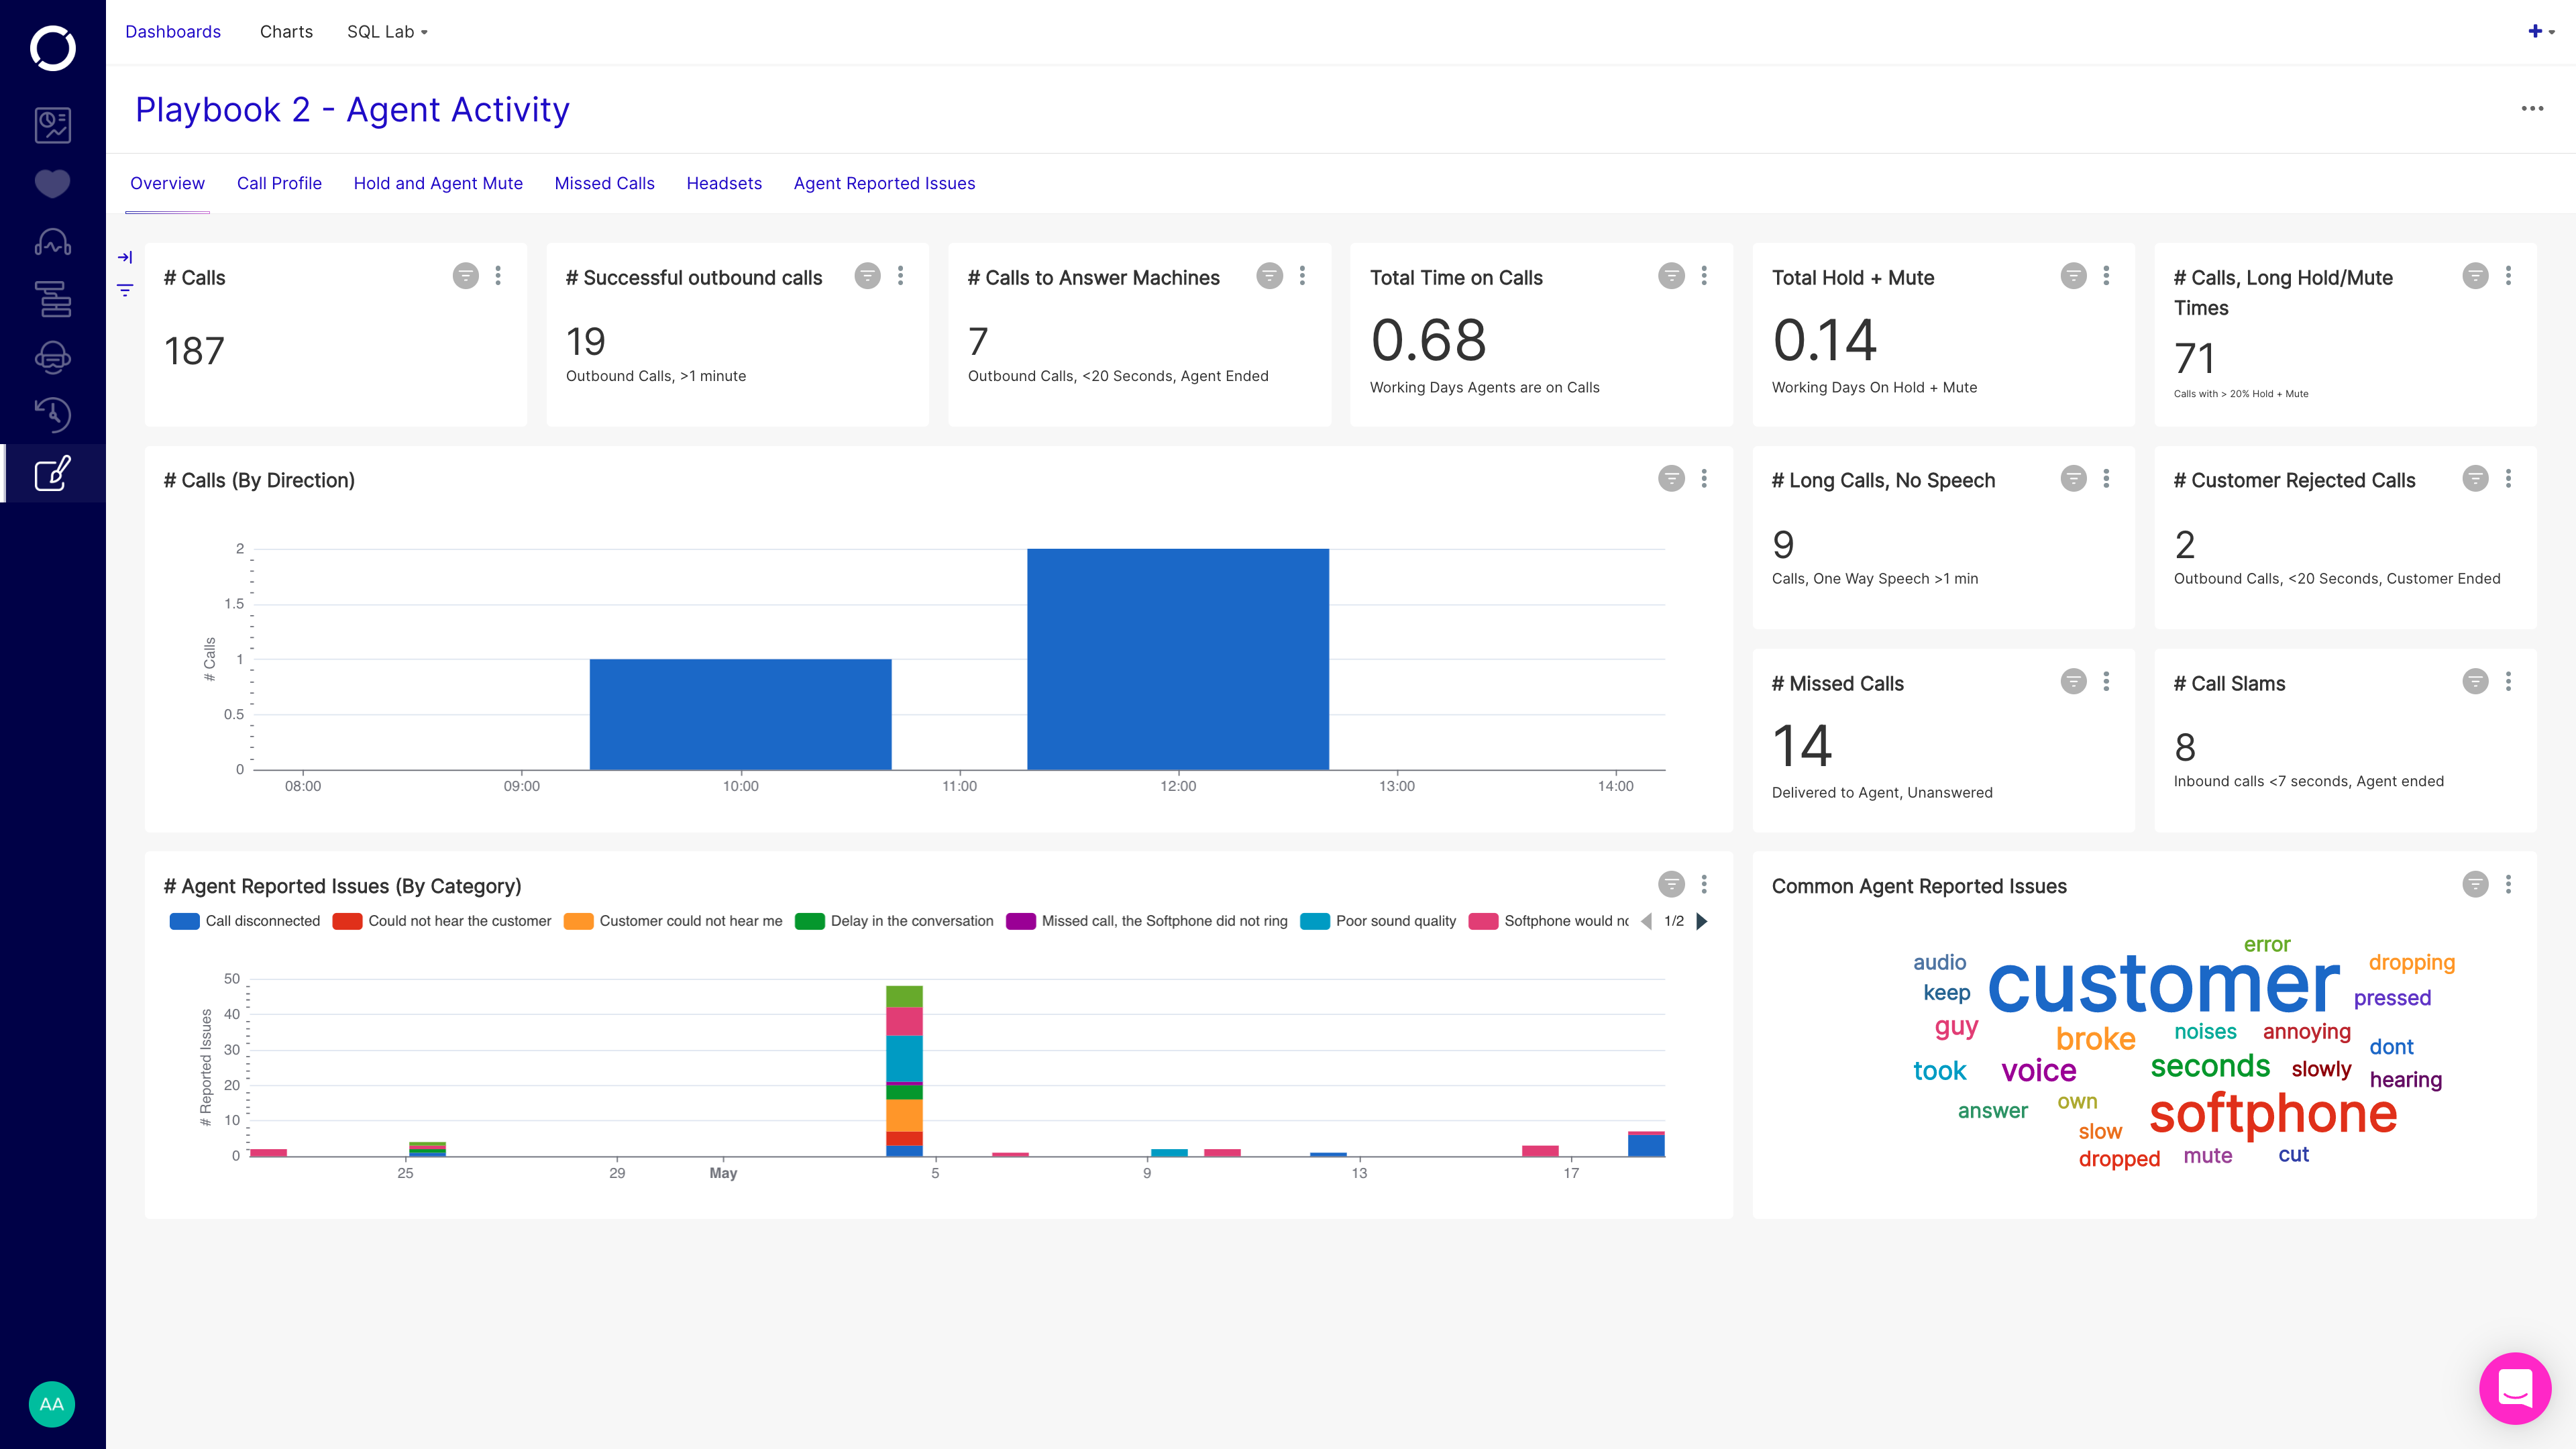 Dashboards Charts SQL Lab
Playbook 2 - Agent Activity
Overview Call Profile Hold and Agent Mute Missed Calls Headsets Agent Reported Issues
# Calls
187
# Successful outbound calls
19
Outbound Calls, >1 minute
# Calls to Answer Machines
7
Outbound Calls, <20 Seconds, Agent Ended
Total Time on Calls
0.68
Working Days Agents are on Calls
Total Hold + Mute
0.14
Working Days On Hold + Mute
# Calls, Long Hold/Mute
Times
71
Calls with > 20% Hold + Mute
# Calls (By Direction)
# Calls
2
1.5
1
0.5
0
08:00 09:00 10:00 11:00 12:00 13:00 14:00
# Long Calls, No Speech
9
Calls, One Way Speech >1 min
# Customer Rejected Calls
2
Outbound Calls, <20 Seconds, Customer Ended
# Missed Calls
14
Delivered to Agent, Unanswered
# Call Slams
8
Inbound calls <7 seconds, Agent ended
# Agent Reported Issues (By Category)
Call disconnected Could not hear the customer Customer could not hear me Delay in the conversation Missed call, the Softphone did not ring Poor sound quality Softphone would 1/2
# Reported Issues
50
40
30
20
10
0
25 29 May 5 9 13 17
Common Agent Reported Issues
error
audio customer dropping
keep pressed
guy broke noises annoying
dont
took voice seconds slowly hearing
answer own softphone
slow
dropped mute cut
AA